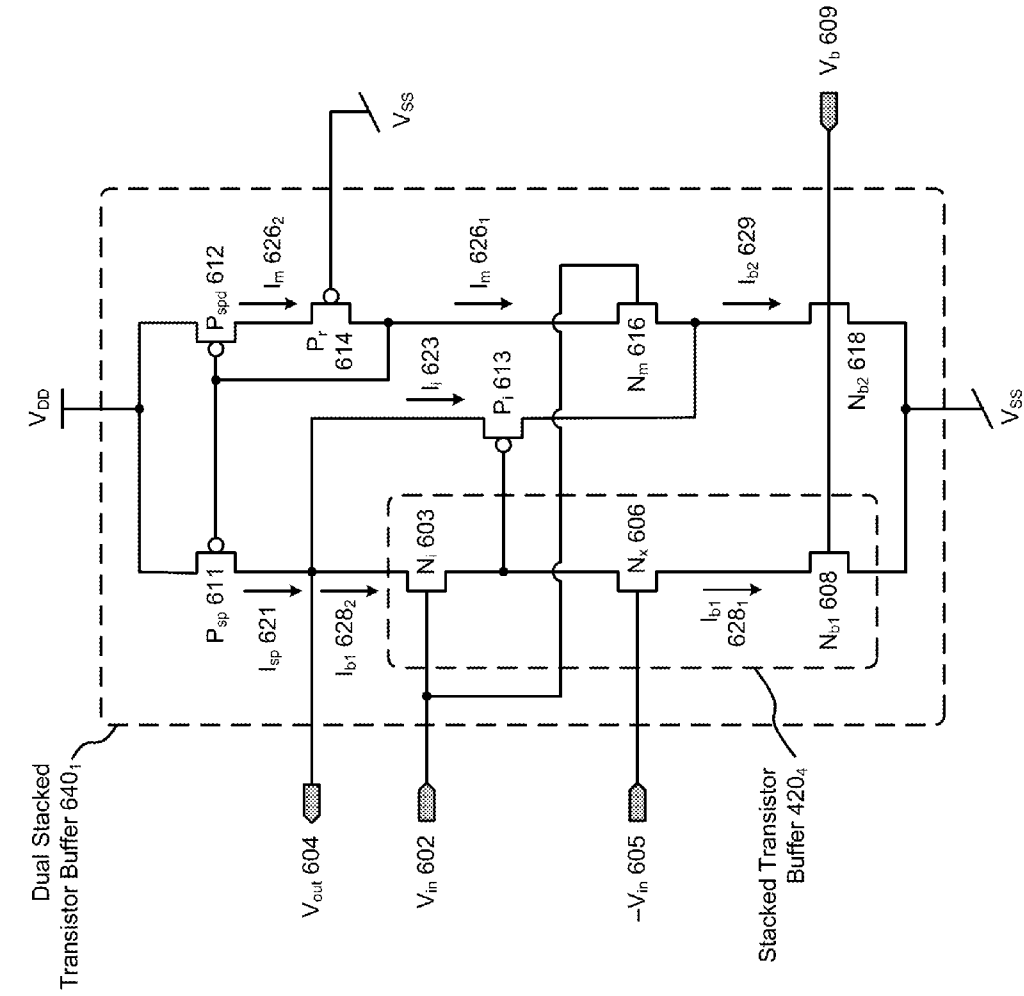 Dual Stacked
Transistor Buffer 640₁
V_DD
P_sp 611
P_spd 612
I_sp 621
I_m 626₂
P_r
614
V_SS
I_b1 628₂
I_i 623
I_m 626₁
V_out 604
V_in 602
N_i 603
P_i 613
N_m 616
–V_in 605
N_x 606
I_b1
628₁
I_b2 629
N_b1 608
N_b2 618
V_b 609
Stacked Transistor
Buffer 420₄
V_SS